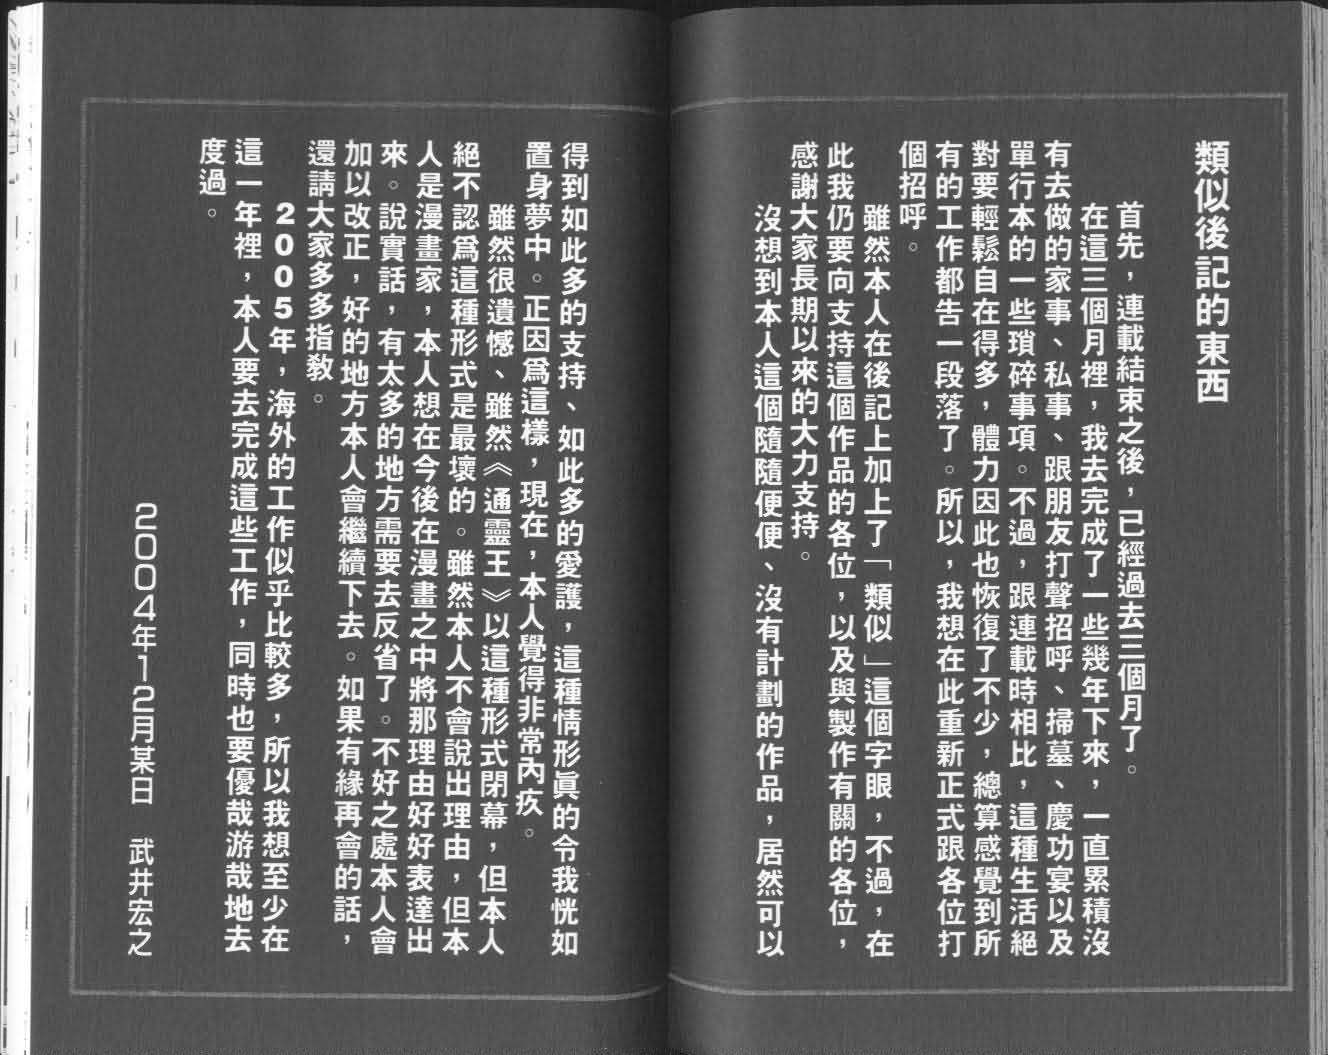 類似後記的東西
首先，連載結束之後，已經過去三個月了。
在這三個月裡，我去完成了一些幾年下來，一直累積沒
有去做的家事、私事、跟朋友打聲招呼、掃墓、慶功宴以及
單行本的一些瑣碎事項。不過，跟連載時相比，這種生活絕
對要輕鬆自在得多，體力因此也恢復了不少，總算感覺到所
有的工作都告一段落了。所以，我想在此重新正式跟各位打
個招呼。
雖然本人在後記上加上了「類似」這個字眼，不過，在
此我仍要向支持這個作品的各位，以及與製作有關的各位，
感謝大家長期以來的大力支持。
沒想到本人這個隨隨便便、沒有計劃的作品，居然可以
得到如此多的支持、如此多的愛護，這種情形眞的令我恍如
置身夢中。正因爲這樣，現在，本人覺得非常內疚。
雖然很遺憾、雖然《通靈王》以這種形式閉幕，但本人
絕不認爲這種形式是最壞的。雖然本人不會說出理由，但本
人是漫畫家，本人想在今後在漫畫之中將那理由好好表達出
來。說實話，有太多的地方需要去反省了。不好之處本人會
加以改正，好的地方本人會繼續下去。如果有緣再會的話，
還請大家多多指教。
2005年，海外的工作似乎比較多，所以我想至少在
這一年裡，本人要去完成這些工作，同時也要優哉游哉地去
度過。
2004年12月某日　武井宏之